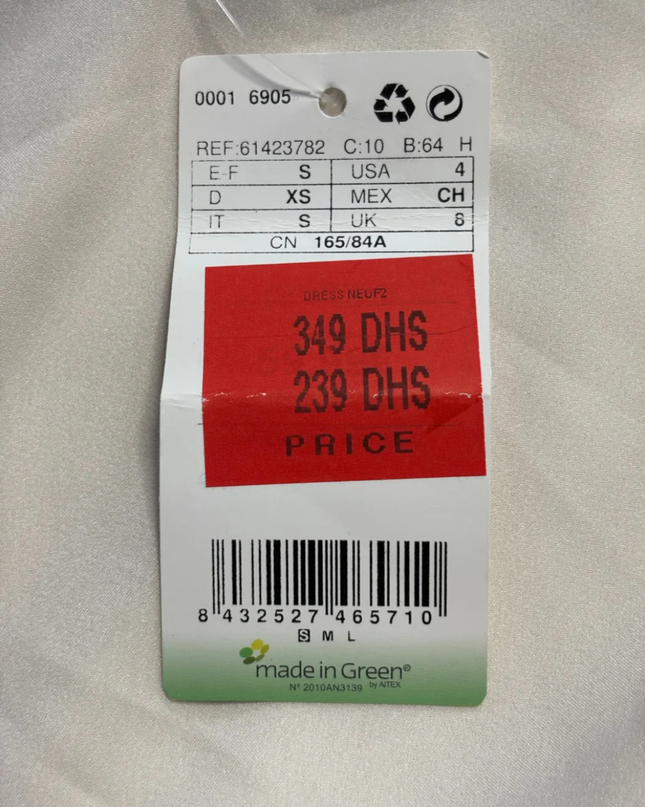 0001 6905
REF:61423782 C:10 B:64 H
E-F S USA 4
D XS MEX CH
IT S UK 8
CN 165/84A
DRESS NEUF2
349 DHS
239 DHS
PRICE
8 432527 465710
S M L
made in Green®
Nº 2010AN3139 by AITEX